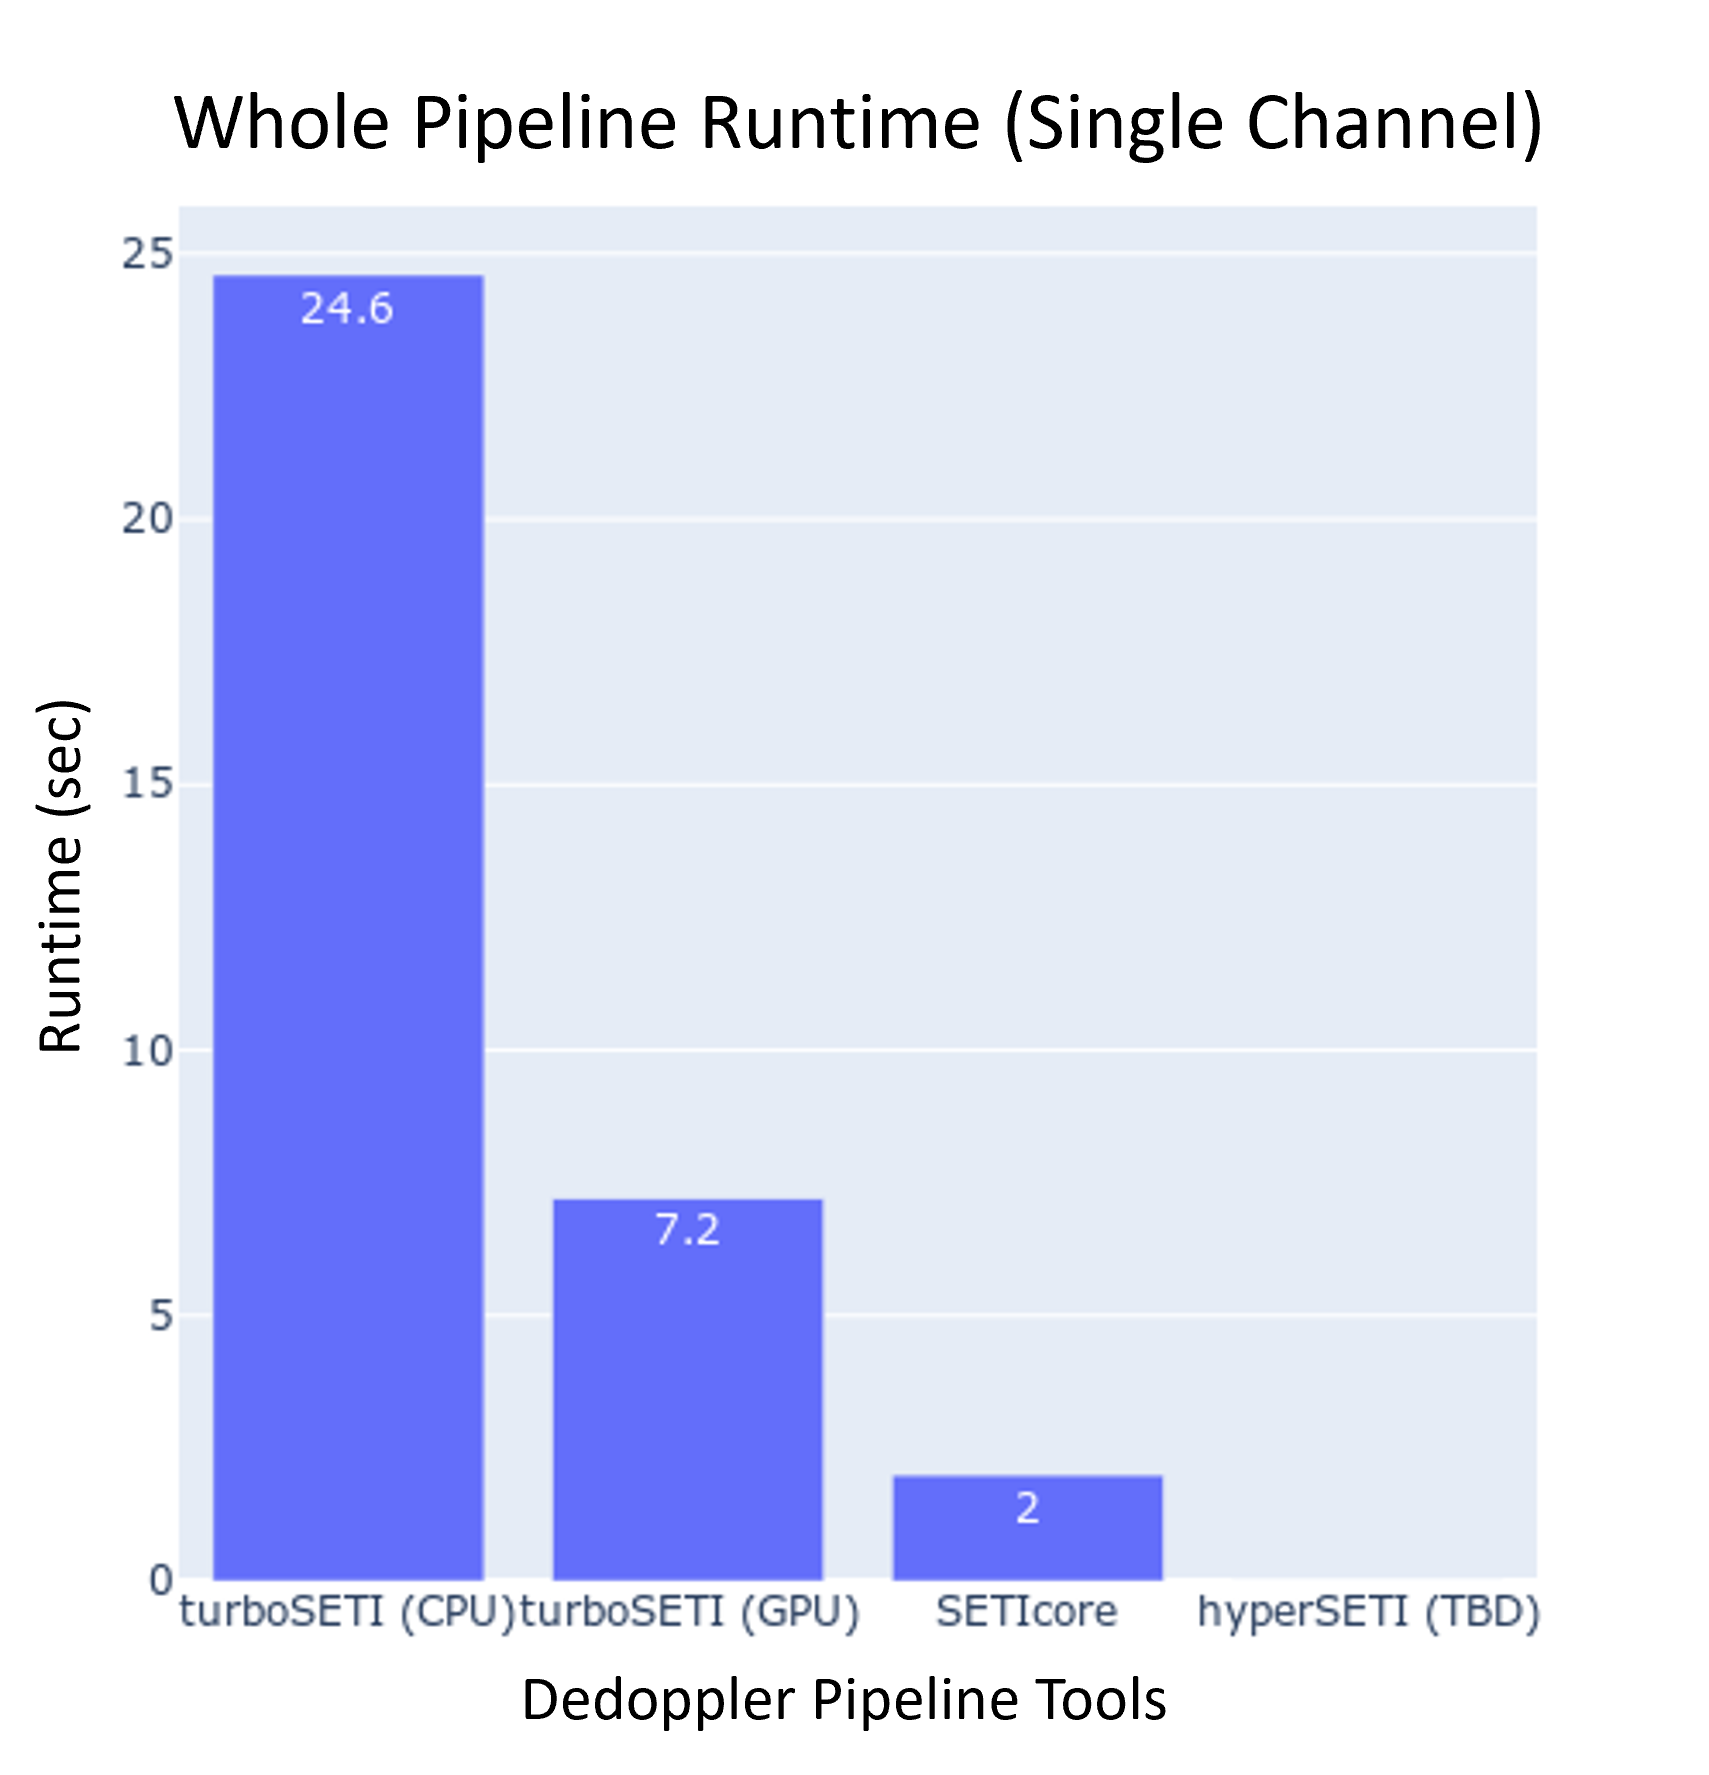 Whole Pipeline Runtime (Single Channel)
25
24.6
20
15
Runtime (sec)
10
7.2
5
2
0
turboSETI (CPU) turboSETI (GPU) SETIcore hyperSETI (TBD)
Dedoppler Pipeline Tools